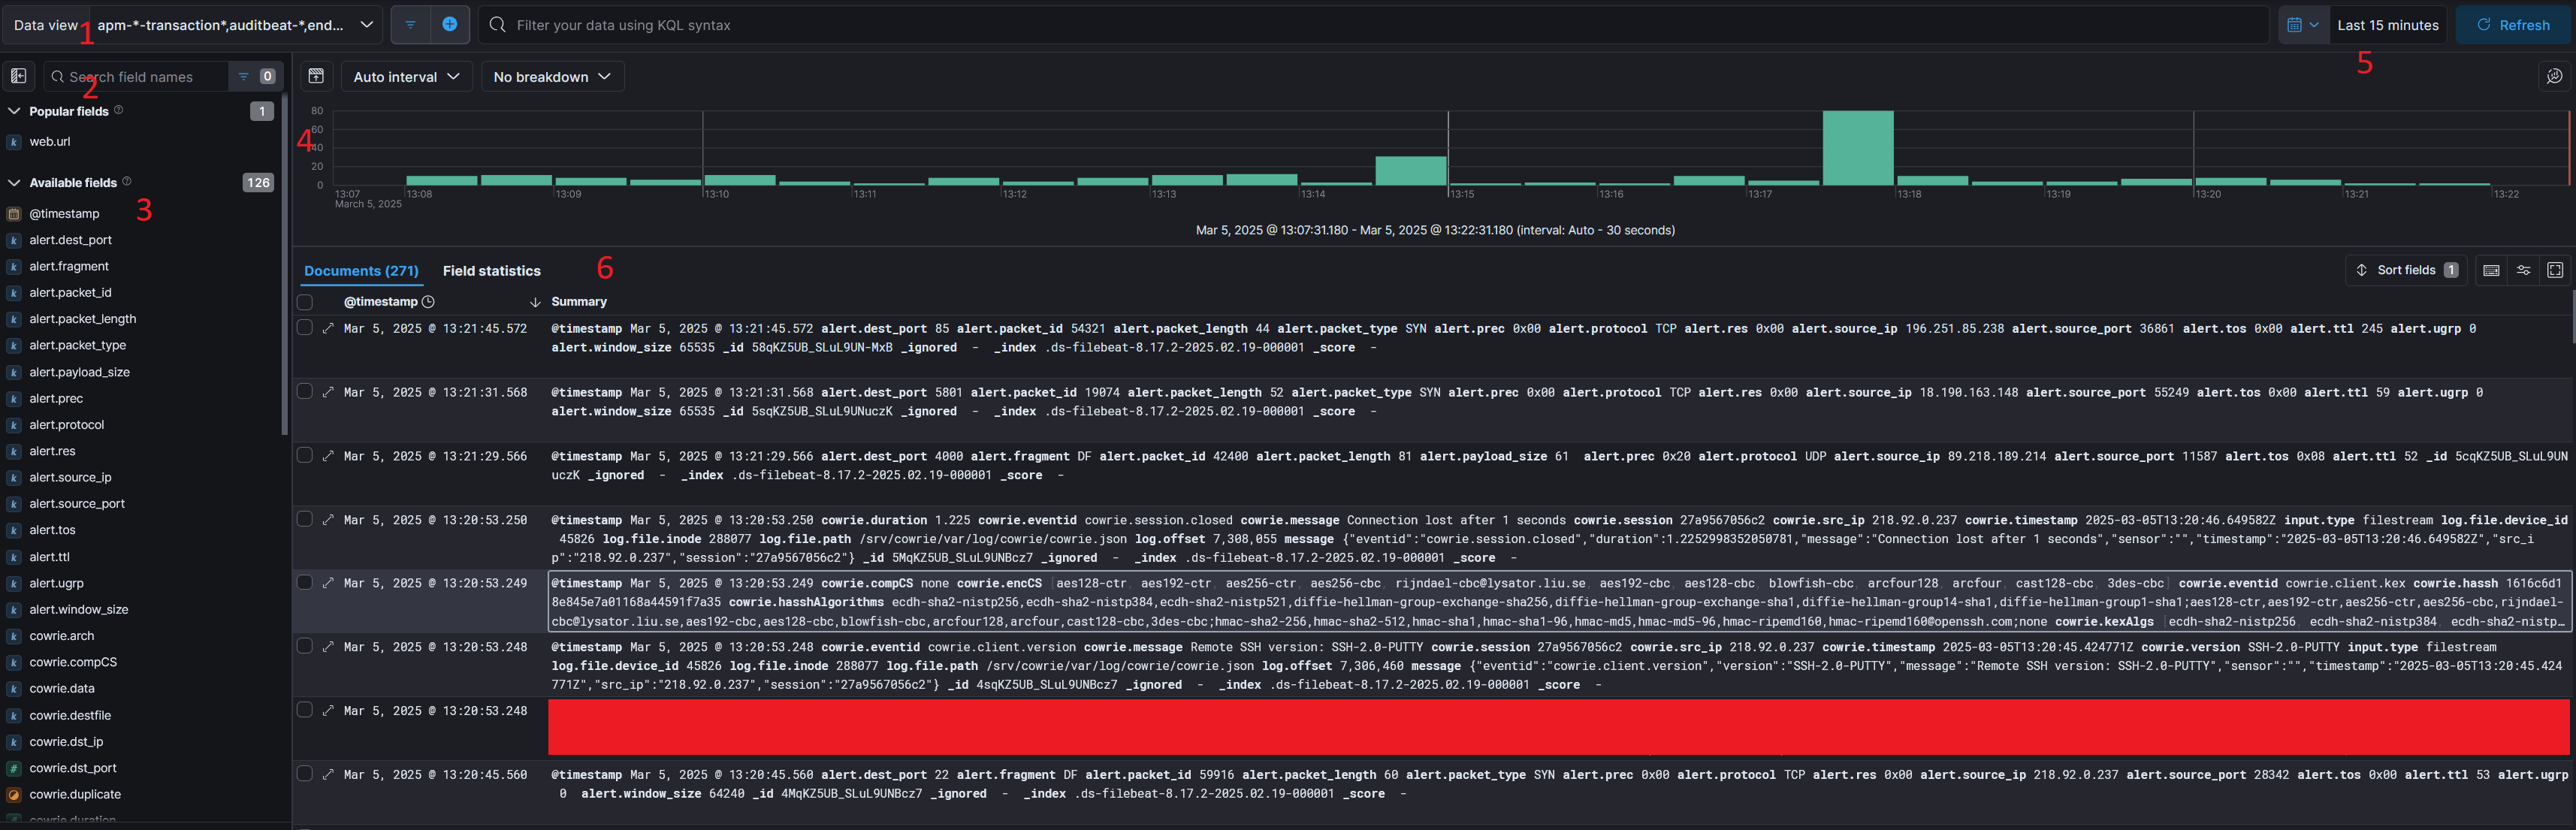 Data view apm-*-transaction*,auditbeat-*,end... Filter your data using KQL syntax Last 15 minutes Refresh
1
Search field names 0 Auto interval No breakdown
2
5
Popular fields 1
web.url
Available fields 126
@timestamp
3
alert.dest_port
alert.fragment
alert.packet_id
alert.packet_length
alert.packet_type
alert.payload_size
alert.prec
alert.protocol
alert.res
alert.source_ip
alert.source_port
alert.tos
alert.ttl
alert.ugrp
alert.window_size
cowrie.arch
cowrie.compCS
cowrie.data
cowrie.destfile
cowrie.dst_ip
cowrie.dst_port
cowrie.duplicate
cowrie.duration
4
80
60
40
20
0
13:07 13:08 13:09 13:10 13:11 13:12 13:13 13:14 13:15 13:16 13:17 13:18 13:19 13:20 13:21 13:22
March 5, 2025
Mar 5, 2025 @ 13:07:31.180 - Mar 5, 2025 @ 13:22:31.180 (interval: Auto - 30 seconds)
Documents (271) Field statistics 6 Sort fields 1
@timestamp Summary
Mar 5, 2025 @ 13:21:45.572 @timestamp Mar 5, 2025 @ 13:21:45.572 alert.dest_port 85 alert.packet_id 54321 alert.packet_length 44 alert.packet_type SYN alert.prec 0x00 alert.protocol TCP alert.res 0x00 alert.source_ip 196.251.85.238 alert.source_port 36861 alert.tos 0x00 alert.ttl 245 alert.ugrp 0
alert.window_size 65535 _id 58qKZ5UB_SLuL9UN-MxB _ignored - _index .ds-filebeat-8.17.2-2025.02.19-000001 _score -
Mar 5, 2025 @ 13:21:31.568 @timestamp Mar 5, 2025 @ 13:21:31.568 alert.dest_port 5801 alert.packet_id 19074 alert.packet_length 52 alert.packet_type SYN alert.prec 0x00 alert.protocol TCP alert.res 0x00 alert.source_ip 18.190.163.148 alert.source_port 55249 alert.tos 0x00 alert.ttl 59 alert.ugrp 0
alert.window_size 65535 _id 5sqKZ5UB_SLuL9UNuczK _ignored - _index .ds-filebeat-8.17.2-2025.02.19-000001 _score -
Mar 5, 2025 @ 13:21:29.566 @timestamp Mar 5, 2025 @ 13:21:29.566 alert.dest_port 4000 alert.fragment DF alert.packet_id 42400 alert.packet_length 81 alert.payload_size 61 alert.prec 0x20 alert.protocol UDP alert.source_ip 89.218.189.214 alert.source_port 11587 alert.tos 0x08 alert.ttl 52 _id 5cqKZ5UB_SLuL9UN
uczK _ignored - _index .ds-filebeat-8.17.2-2025.02.19-000001 _score -
Mar 5, 2025 @ 13:20:53.250 @timestamp Mar 5, 2025 @ 13:20:53.250 cowrie.duration 1.225 cowrie.eventid cowrie.session.closed cowrie.message Connection lost after 1 seconds cowrie.session 27a9567056c2 cowrie.src_ip 218.92.0.237 cowrie.timestamp 2025-03-05T13:20:46.649582Z input.type filestream log.file.device_id
45826 log.file.inode 288077 log.file.path /srv/cowrie/var/log/cowrie/cowrie.json log.offset 7,308,055 message {"eventid":"cowrie.session.closed","duration":1.2252998352050781,"message":"Connection lost after 1 seconds","sensor":"","timestamp":"2025-03-05T13:20:46.649582Z","src_i
p":"218.92.0.237","session":"27a9567056c2"} _id 5MqKZ5UB_SLuL9UNBcz7 _ignored - _index .ds-filebeat-8.17.2-2025.02.19-000001 _score -
Mar 5, 2025 @ 13:20:53.249 @timestamp Mar 5, 2025 @ 13:20:53.249 cowrie.compCS none cowrie.encCS [aes128-ctr, aes192-ctr, aes256-ctr, aes256-cbc, rijndael-cbc@lysator.liu.se, aes192-cbc, aes128-cbc, blowfish-cbc, arcfour128, arcfour, cast128-cbc, 3des-cbc] cowrie.eventid cowrie.client.kex cowrie.hassh 1616c6d1
8e845e7a01168a44591f7a35 cowrie.hasshAlgorithms ecdh-sha2-nistp256,ecdh-sha2-nistp384,ecdh-sha2-nistp521,diffie-hellman-group-exchange-sha256,diffie-hellman-group-exchange-sha1,diffie-hellman-group14-sha1,diffie-hellman-group1-sha1;aes128-ctr,aes192-ctr,aes256-ctr,aes256-cbc,rijndael-
cbc@lysator.liu.se,aes192-cbc,aes128-cbc,blowfish-cbc,arcfour128,arcfour,cast128-cbc,3des-cbc;hmac-sha2-256,hmac-sha2-512,hmac-sha1,hmac-sha1-96,hmac-md5,hmac-md5-96,hmac-ripemd160,hmac-ripemd160@openssh.com;none cowrie.kexAlgs [ecdh-sha2-nistp256, ecdh-sha2-nistp384, ecdh-sha2-nistp…
Mar 5, 2025 @ 13:20:53.248 @timestamp Mar 5, 2025 @ 13:20:53.248 cowrie.eventid cowrie.client.version cowrie.message Remote SSH version: SSH-2.0-PUTTY cowrie.session 27a9567056c2 cowrie.src_ip 218.92.0.237 cowrie.timestamp 2025-03-05T13:20:45.424771Z cowrie.version SSH-2.0-PUTTY input.type filestream
log.file.device_id 45826 log.file.inode 288077 log.file.path /srv/cowrie/var/log/cowrie/cowrie.json log.offset 7,306,460 message {"eventid":"cowrie.client.version","version":"SSH-2.0-PUTTY","message":"Remote SSH version: SSH-2.0-PUTTY","sensor":"","timestamp":"2025-03-05T13:20:45.424
771Z","src_ip":"218.92.0.237","session":"27a9567056c2"} _id 4sqKZ5UB_SLuL9UNBcz7 _ignored - _index .ds-filebeat-8.17.2-2025.02.19-000001 _score -
Mar 5, 2025 @ 13:20:53.248
Mar 5, 2025 @ 13:20:45.560 @timestamp Mar 5, 2025 @ 13:20:45.560 alert.dest_port 22 alert.fragment DF alert.packet_id 59916 alert.packet_length 60 alert.packet_type SYN alert.prec 0x00 alert.protocol TCP alert.res 0x00 alert.source_ip 218.92.0.237 alert.source_port 28342 alert.tos 0x00 alert.ttl 53 alert.ugrp
0 alert.window_size 64240 _id 4MqKZ5UB_SLuL9UNBcz7 _ignored - _index .ds-filebeat-8.17.2-2025.02.19-000001 _score -